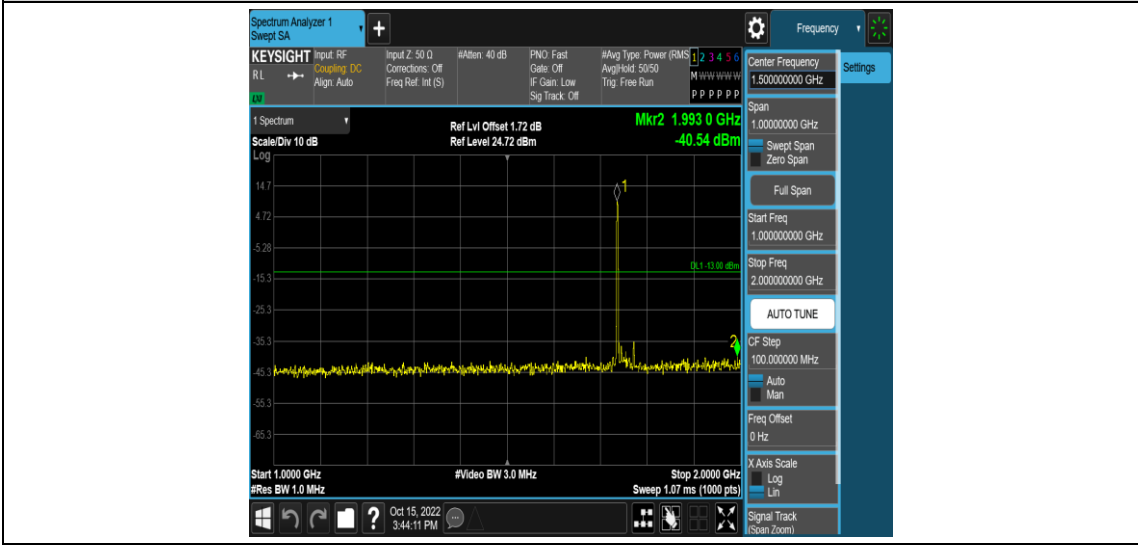 Spectrum Analyzer 1
Swept SA
+
Frequency
KEYSIGHT
RL
LXI
Input: RF
Coupling: DC
Align: Auto
Input Z: 50 Ω
Corrections: Off
Freq Ref: Int (S)
#Atten: 40 dB
PNO: Fast
Gate: Off
IF Gain: Low
Sig Track: Off
#Avg Type: Power (RMS
Avg|Hold: 50/50
Trig: Free Run
1 2 3 4 5 6
M W W W W W
P P P P P P
1 Spectrum
Scale/Div 10 dB
Log
Ref Lvl Offset 1.72 dB
Ref Level 24.72 dBm
Mkr2 1.993 0 GHz
-40.54 dBm
14.7
4.72
-5.28
-15.3
-25.3
-35.3
-45.3
-55.3
-65.3
1
DL1 -13.00 dBm
2
Start 1.0000 GHz
#Res BW 1.0 MHz
#Video BW 3.0 MHz
Stop 2.0000 GHz
Sweep 1.07 ms (1000 pts)
?
Oct 15, 2022
3:44:11 PM
Center Frequency
1.500000000 GHz
Span
1.00000000 GHz
Swept Span
Zero Span
Full Span
Start Freq
1.000000000 GHz
Stop Freq
2.000000000 GHz
AUTO TUNE
CF Step
100.000000 MHz
Auto
Man
Freq Offset
0 Hz
X Axis Scale
Log
Lin
Signal Track
(Span Zoom)
Settings